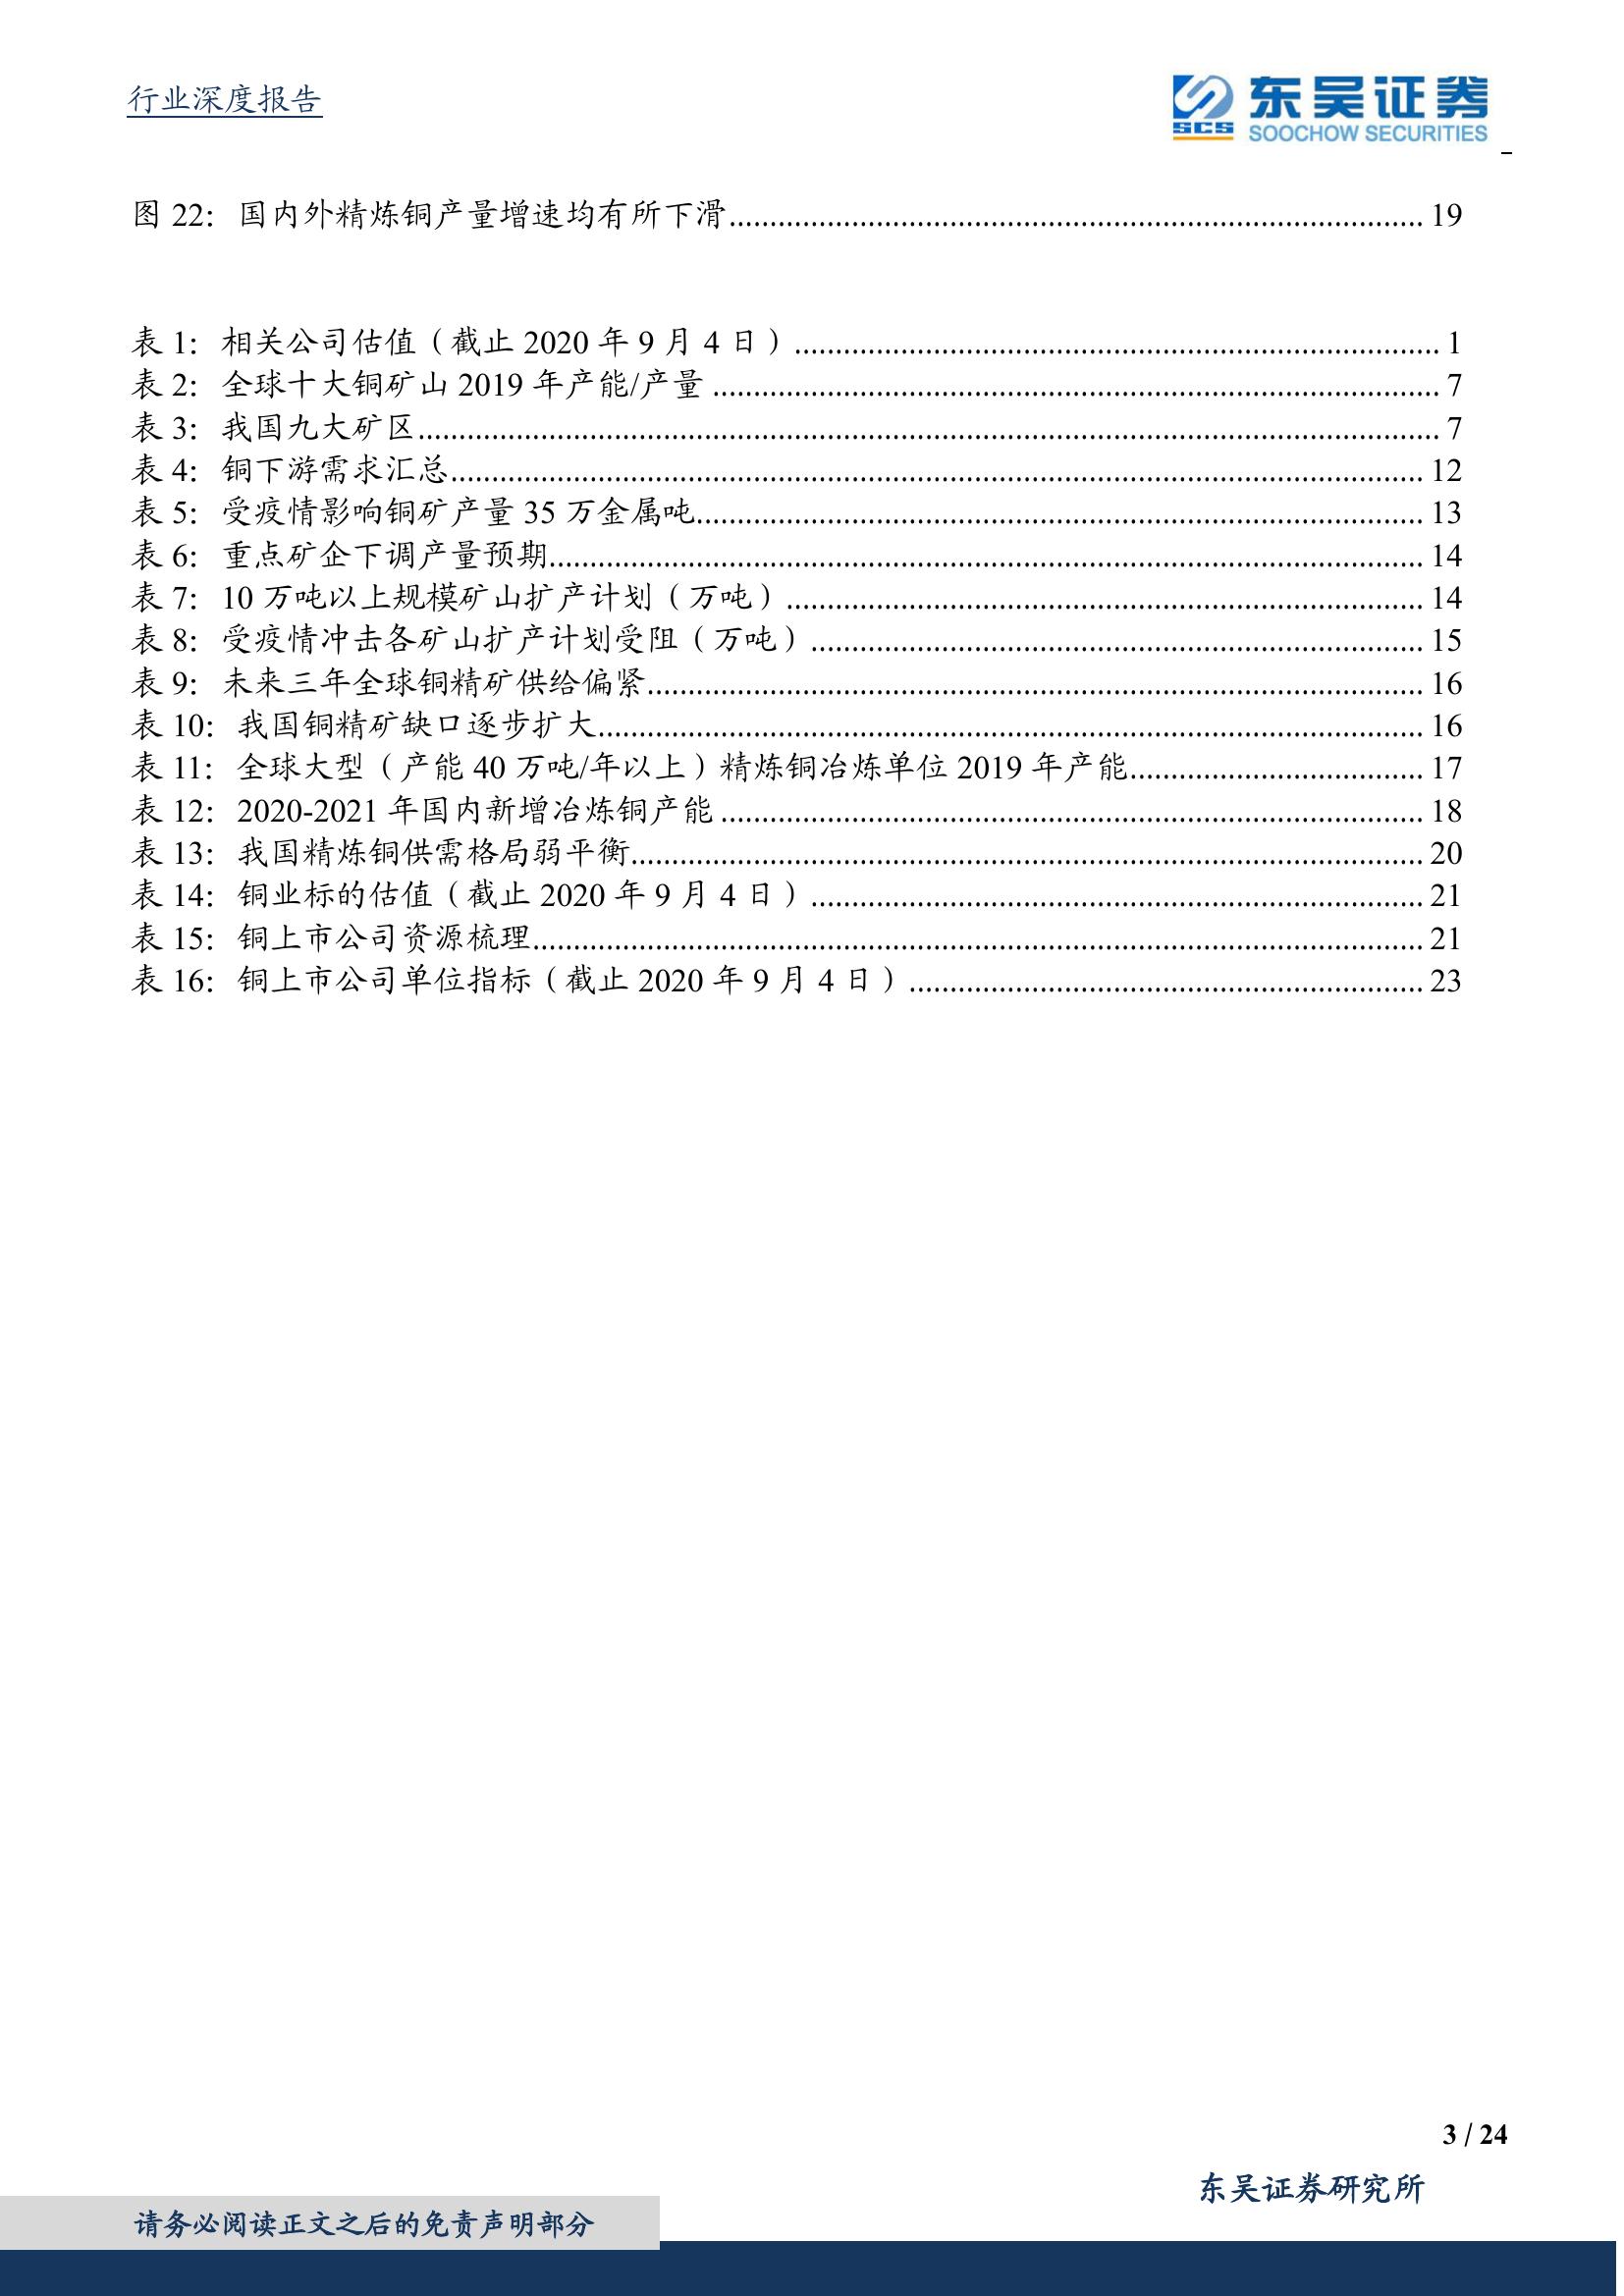 行业深度报告
SCS
东吴证券
SOOCHOW SECURITIES
图 22：国内外精炼铜产量增速均有所下滑........................................ 19
表 1：相关公司估值（截止 2020 年 9 月 4 日）........................................ 1
表 2：全球十大铜矿山 2019 年产能/产量 ........................................ 7
表 3：我国九大矿区........................................ 7
表 4：铜下游需求汇总........................................ 12
表 5：受疫情影响铜矿产量 35 万金属吨........................................ 13
表 6：重点矿企下调产量预期........................................ 14
表 7：10 万吨以上规模矿山扩产计划（万吨）........................................ 14
表 8：受疫情冲击各矿山扩产计划受阻（万吨）........................................ 15
表 9：未来三年全球铜精矿供给偏紧........................................ 16
表 10：我国铜精矿缺口逐步扩大........................................ 16
表 11：全球大型（产能 40 万吨/年以上）精炼铜冶炼单位 2019 年产能........................................ 17
表 12：2020-2021 年国内新增冶炼铜产能 ........................................ 18
表 13：我国精炼铜供需格局弱平衡........................................ 20
表 14：铜业标的估值（截止 2020 年 9 月 4 日）........................................ 21
表 15：铜上市公司资源梳理........................................ 21
表 16：铜上市公司单位指标（截止 2020 年 9 月 4 日）........................................ 23
3 / 24
东吴证券研究所
请务必阅读正文之后的免责声明部分